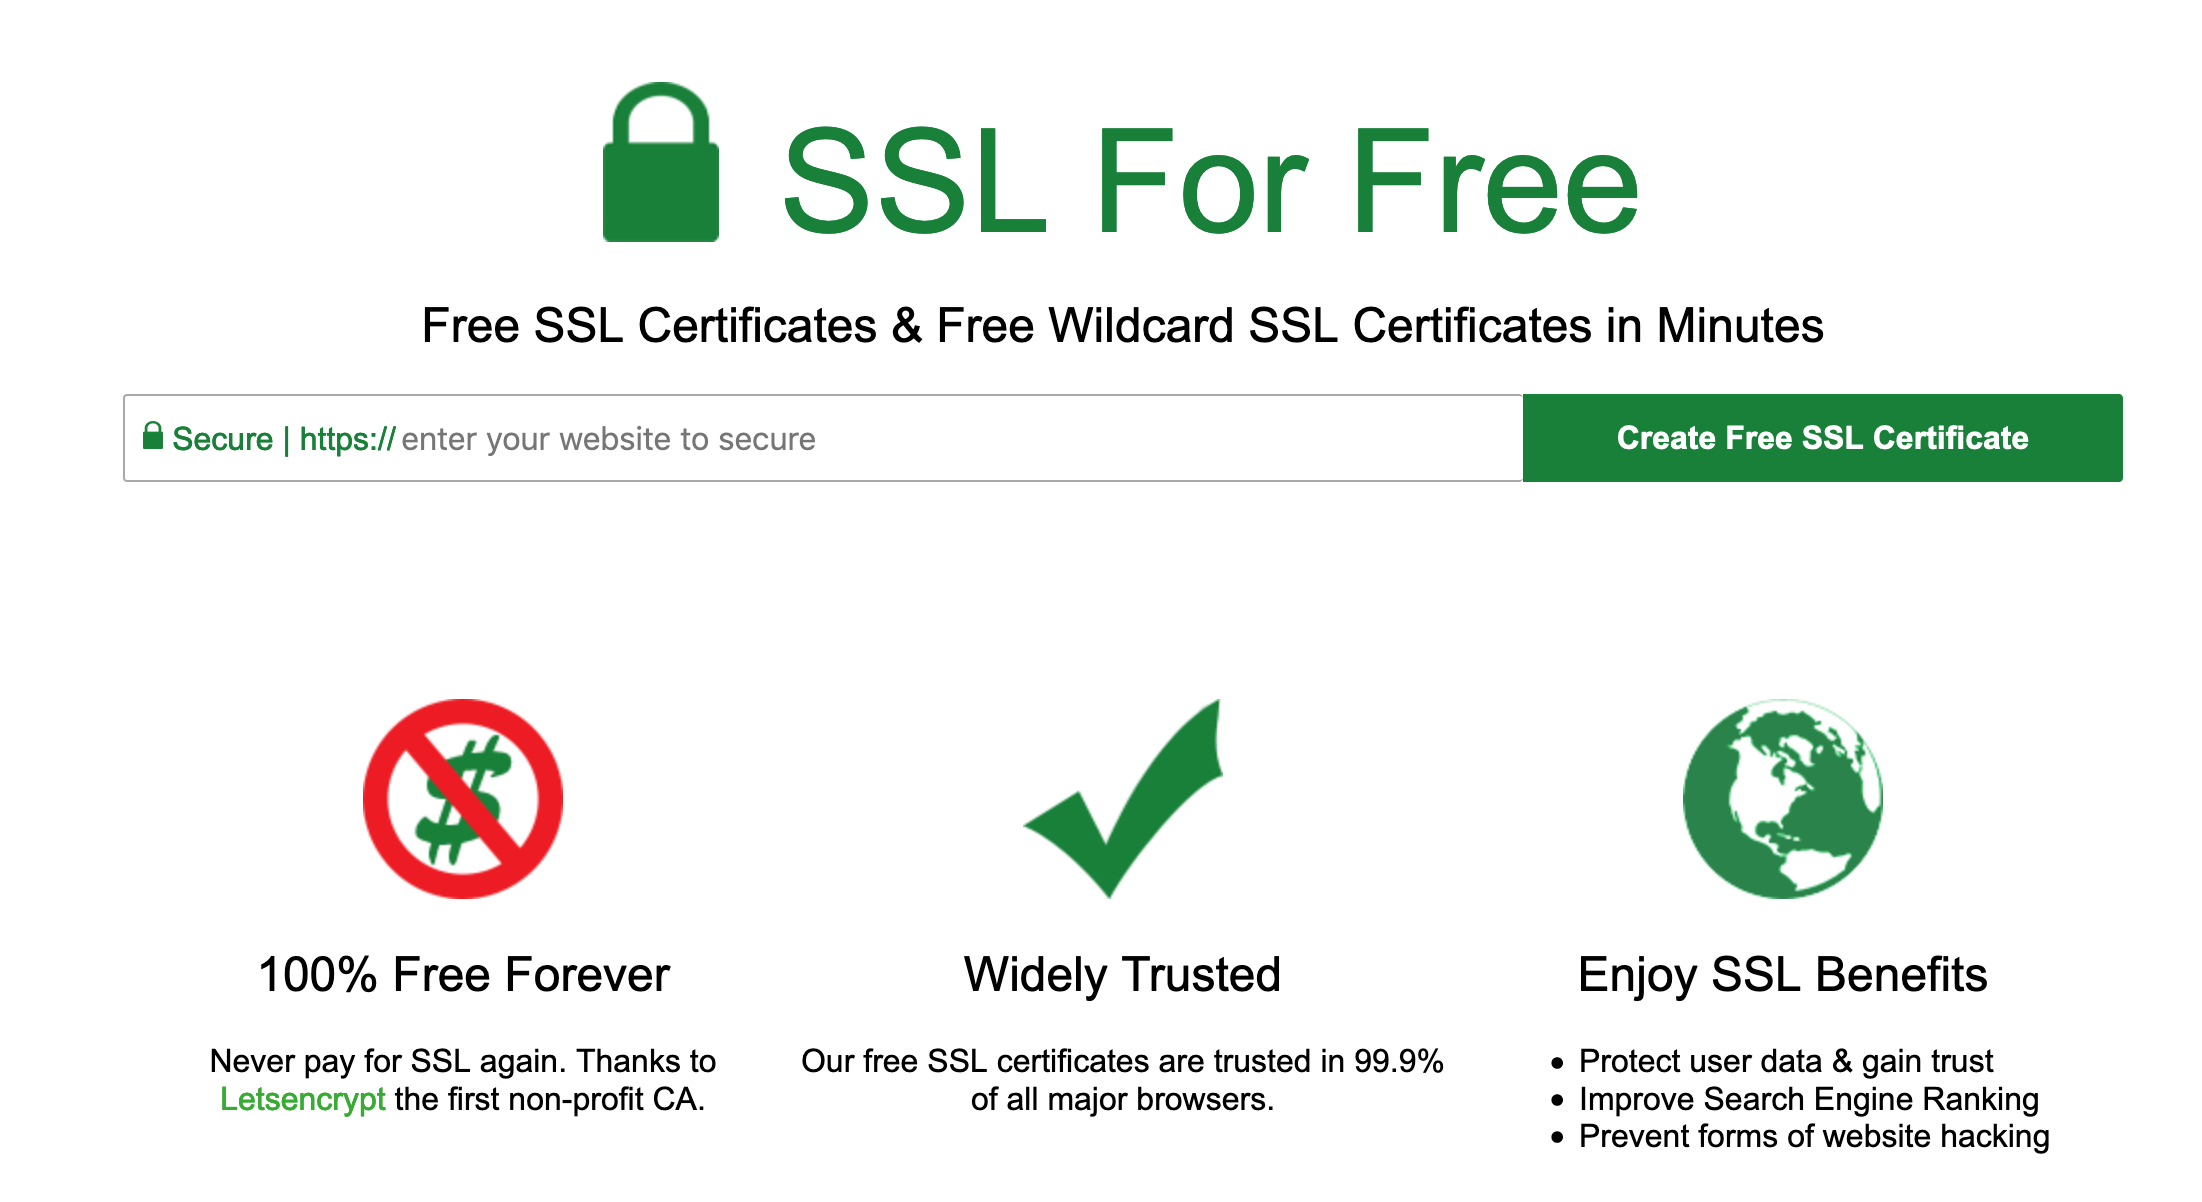 SSL For Free
Free SSL Certificates & Free Wildcard SSL Certificates in Minutes
Secure | https:// enter your website to secure
Create Free SSL Certificate
$
100% Free Forever
Never pay for SSL again. Thanks to
Letsencrypt the first non-profit CA.
Widely Trusted
Our free SSL certificates are trusted in 99.9%
of all major browsers.
Enjoy SSL Benefits
• Protect user data & gain trust
• Improve Search Engine Ranking
• Prevent forms of website hacking